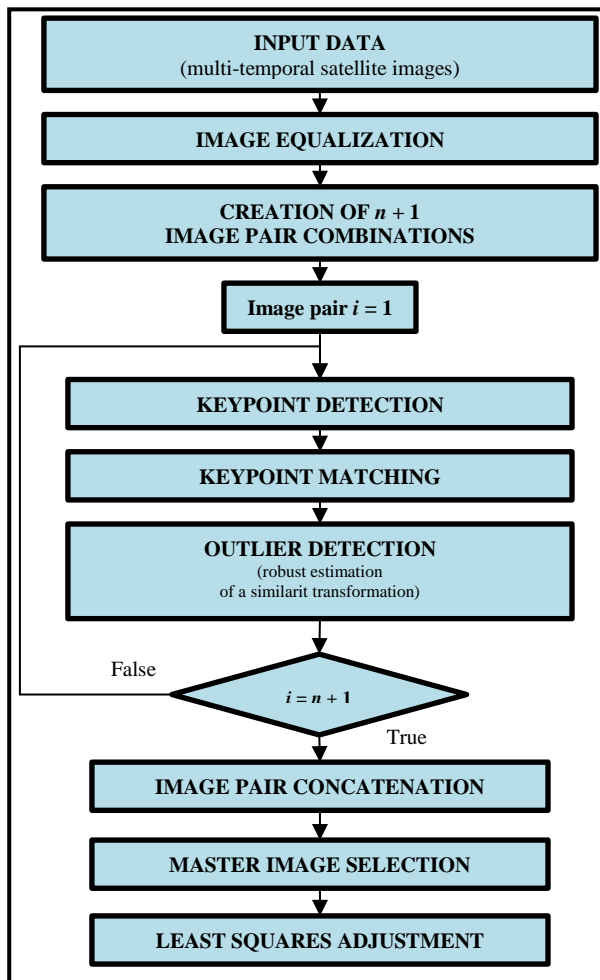 INPUT DATA
(multi-temporal satellite images)
IMAGE EQUALIZATION
CREATION OF n + 1
IMAGE PAIR COMBINATIONS
Image pair i = 1
KEYPOINT DETECTION
KEYPOINT MATCHING
OUTLIER DETECTION
(robust estimation
of a similarit transformation)
False
i = n + 1
True
IMAGE PAIR CONCATENATION
MASTER IMAGE SELECTION
LEAST SQUARES ADJUSTMENT